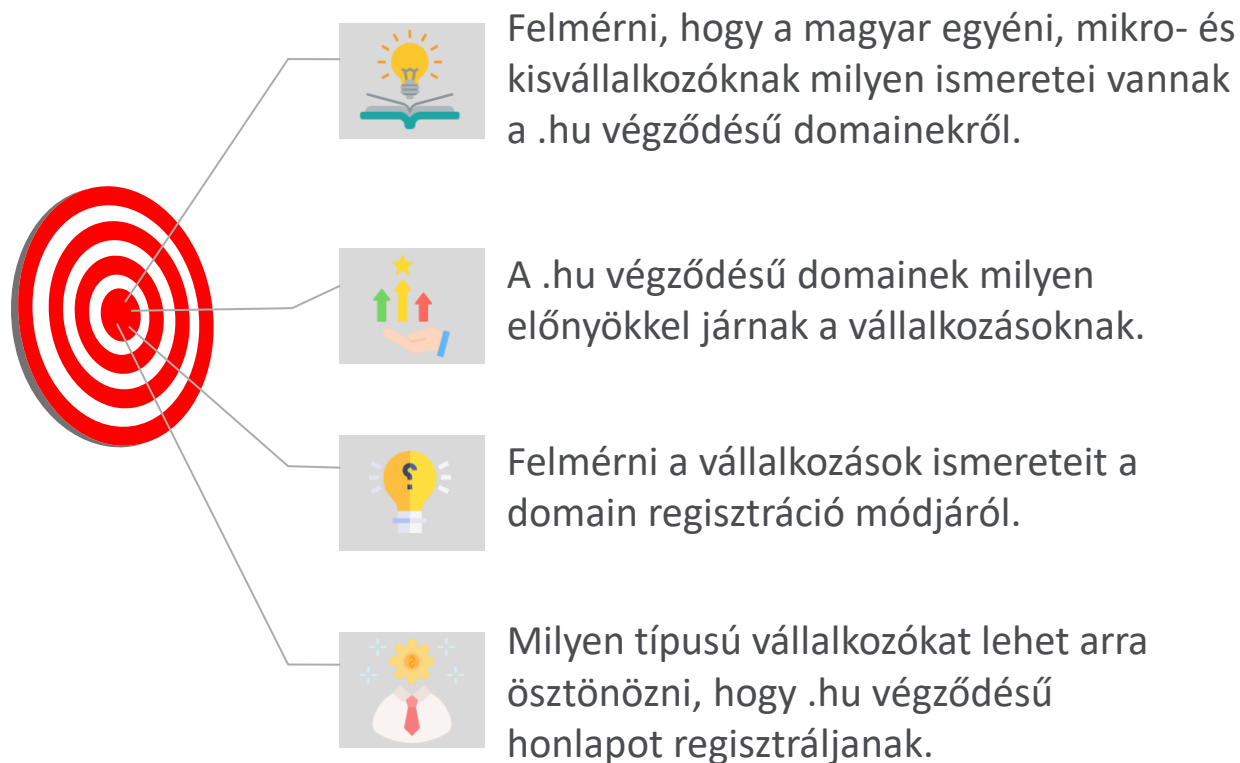 Felmérni, hogy a magyar egyéni, mikro- és
kisvállalkozóknak milyen ismeretei vannak
a .hu végződésű domainekről.
A .hu végződésű domainek milyen
előnyökkel járnak a vállalkozásoknak.
Felmérni a vállalkozások ismereteit a
domain regisztráció módjáról.
Milyen típusú vállalkozókat lehet arra
ösztönözni, hogy .hu végződésű
honlapot regisztráljanak.